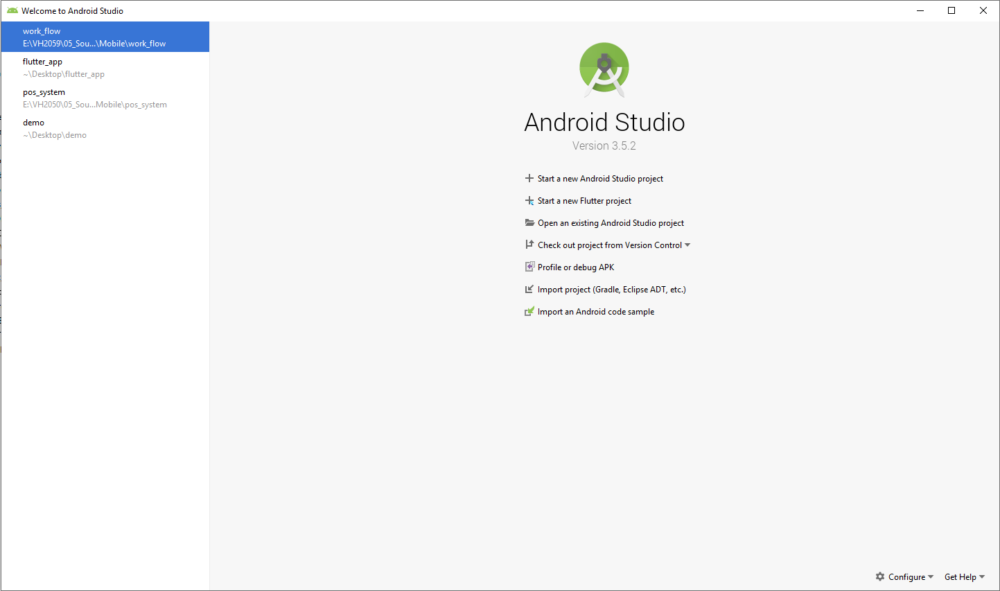 Welcome to Android Studio
work_flow
E:\VH2059\05_Sou...\Mobile\work_flow
flutter_app
~\Desktop\flutter_app
pos_system
E:\VH2050\05_Sou...Mobile\pos_system
demo
~\Desktop\demo
Android Studio
Version 3.5.2
Start a new Android Studio project
Start a new Flutter project
Open an existing Android Studio project
Check out project from Version Control
Profile or debug APK
Import project (Gradle, Eclipse ADT, etc.)
Import an Android code sample
Configure
Get Help